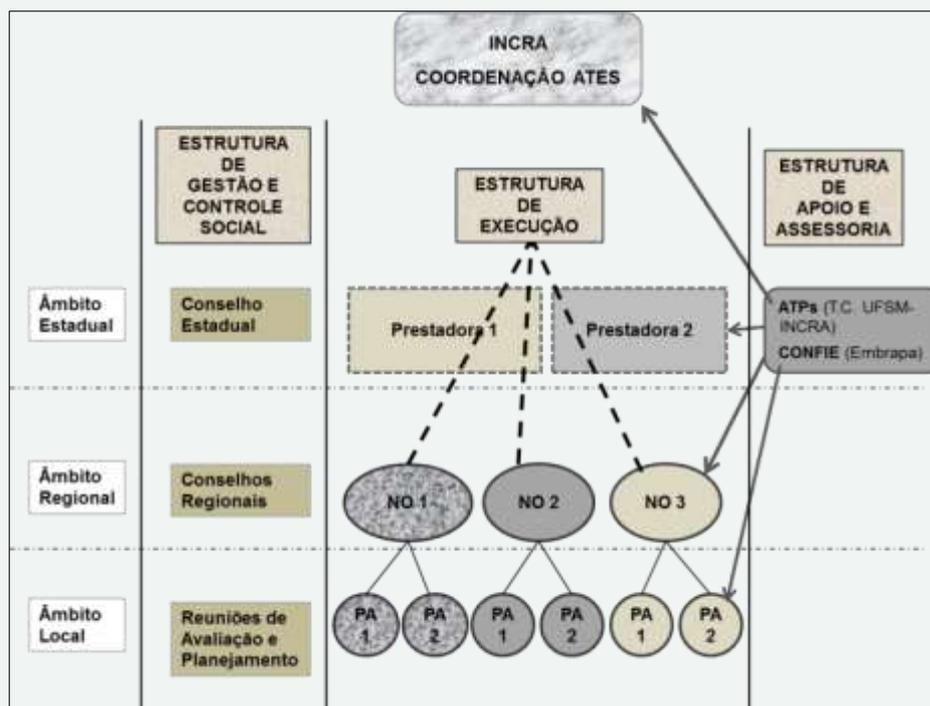 INCRA
COORDENAÇÃO ATES
ESTRUTURA
DE
GESTÃO E
CONTROLE
SOCIAL
ESTRUTURA
DE
EXECUÇÃO
ESTRUTURA
DE
APOIO E
ASSESSORIA
Âmbito
Estadual
Conselho
Estadual
Prestadora 1
Prestadora 2
ATPs (T.C. UFSM-
INCRA)
CONFIE (Embrapa)
Âmbito
Regional
Conselhos
Regionais
NO 1
NO 2
NO 3
Âmbito
Local
Reuniões de
Avaliação e
Planejamento
PA
1
PA
2
PA
1
PA
2
PA
1
PA
2